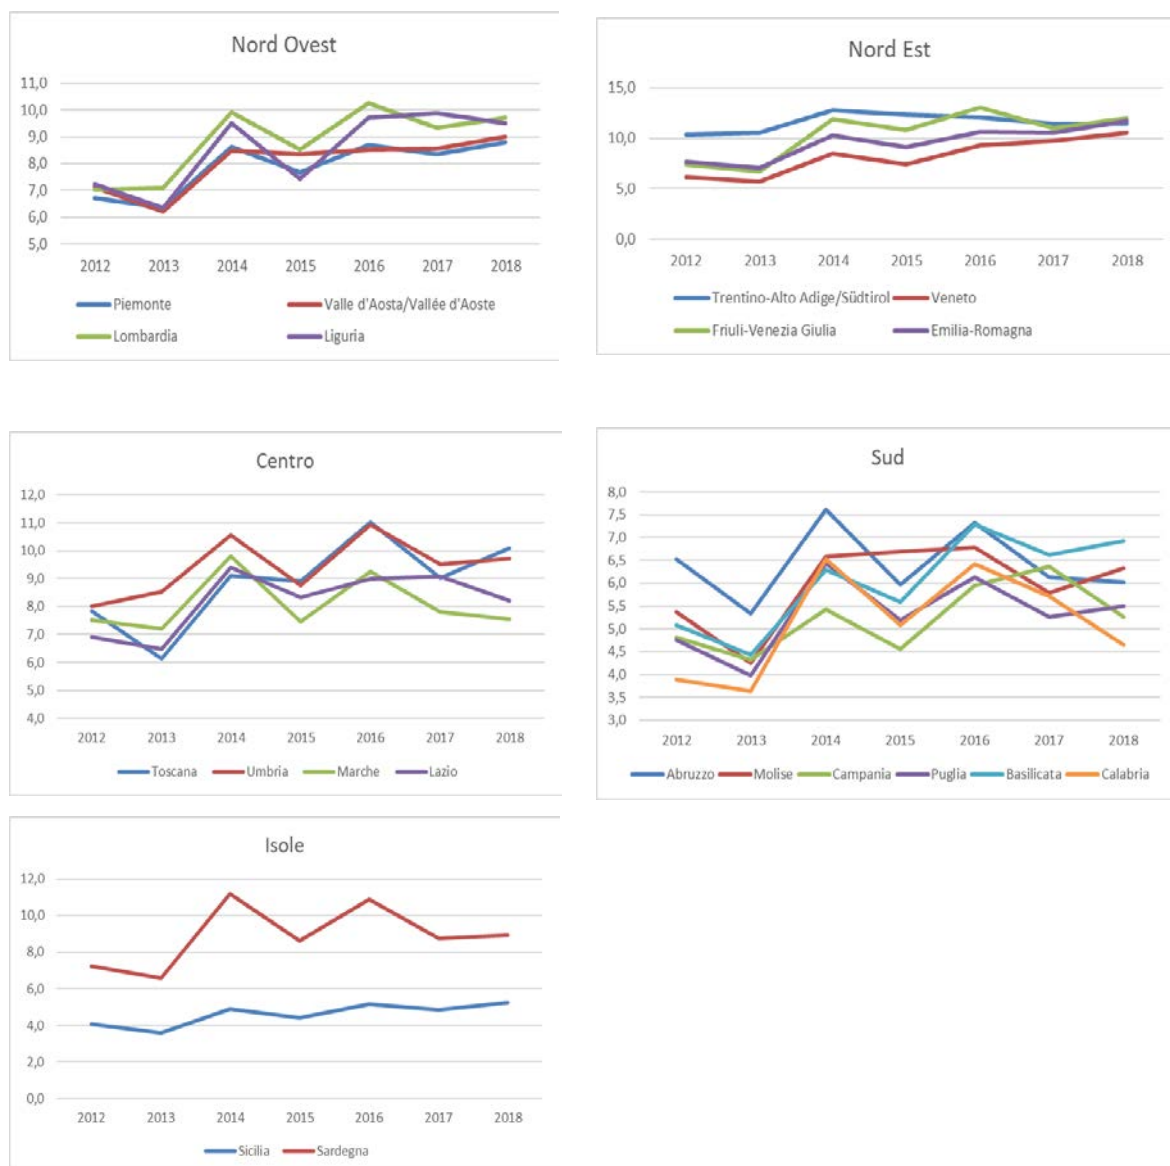 Nord Ovest
11,0
10,0
9,0
8,0
7,0
6,0
5,0
2012 2013 2014 2015 2016 2017 2018
Piemonte Valle d'Aosta/Vallée d'Aoste
Lombardia Liguria
Nord Est
15,0
10,0
5,0
0,0
2012 2013 2014 2015 2016 2017 2018
Trentino-Alto Adige/Südtirol Veneto
Friuli-Venezia Giulia Emilia-Romagna
Centro
12,0
11,0
10,0
9,0
8,0
7,0
6,0
5,0
4,0
2012 2013 2014 2015 2016 2017 2018
Toscana Umbria Marche Lazio
Sud
8,0
7,5
7,0
6,5
6,0
5,5
5,0
4,5
4,0
3,5
3,0
2012 2013 2014 2015 2016 2017 2018
Abruzzo Molise Campania Puglia Basilicata Calabria
Isole
12,0
10,0
8,0
6,0
4,0
2,0
0,0
2012 2013 2014 2015 2016 2017 2018
Sicilia Sardegna